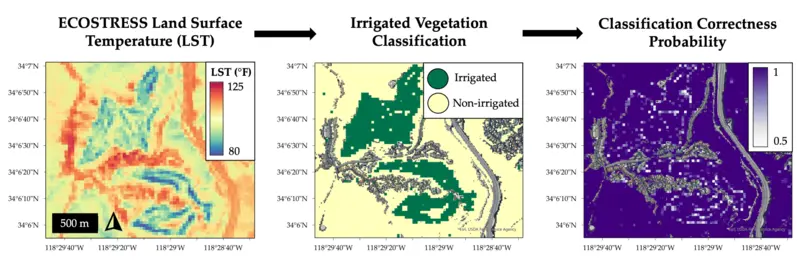 ECOSTRESS Land Surface
Temperature (LST)
Irrigated Vegetation
Classification
Classification Correctness
Probability
34°7'N
34°6'50"N
34°6'40"N
34°6'30"N
34°6'20"N
34°6'10"N
34°6'N
LST (°F)
125
80
500 m
118°29'40"W
118°29'20"W
118°29'W
118°28'40"W
34°7'N
34°6'50"N
34°6'40"N
34°6'30"N
34°6'20"N
34°6'10"N
34°6'N
Irrigated
Non-irrigated
118°29'40"W
118°29'20"W
118°29'W
118°28'40"W
34°7'N
34°6'50"N
34°6'40"N
34°6'30"N
34°6'20"N
34°6'10"N
34°6'N
1
0.5
118°29'40"W
118°29'20"W
118°29'W
118°28'40"W